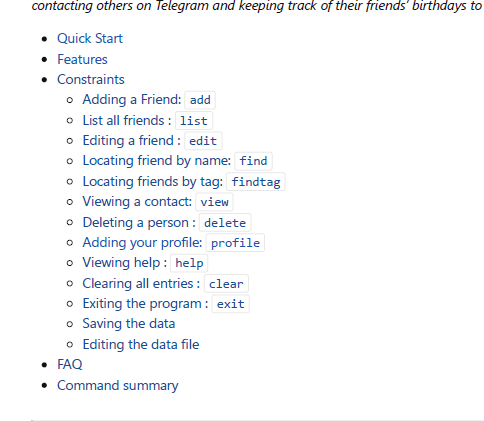 contacting others on Telegram and keeping track of their friends' birthdays to
Quick Start
Features
Constraints
Adding a Friend: add
List all friends : list
Editing a friend : edit
Locating friend by name: find
Locating friends by tag: findtag
Viewing a contact: view
Deleting a person : delete
Adding your profile: profile
Viewing help : help
Clearing all entries : clear
Exiting the program : exit
Saving the data
Editing the data file
FAQ
Command summary